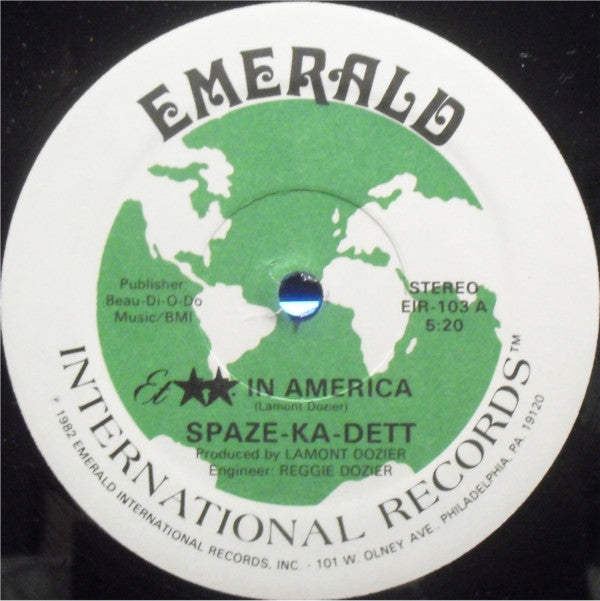 EMERALD
Publisher:
Beau-Di-O-Do
Music/BMI
STEREO
EIR-103 A
5:20
Et ★★. IN AMERICA
(Lamont Dozier)
SPAZE-KA-DETT
Produced by LAMONT DOZIER
Engineer: REGGIE DOZIER
INTERNATIONAL RECORDS™
℗ 1982 EMERALD INTERNATIONAL RECORDS, INC. - 101 W. OLNEY AVE., PHILADELPHIA, PA. 19120